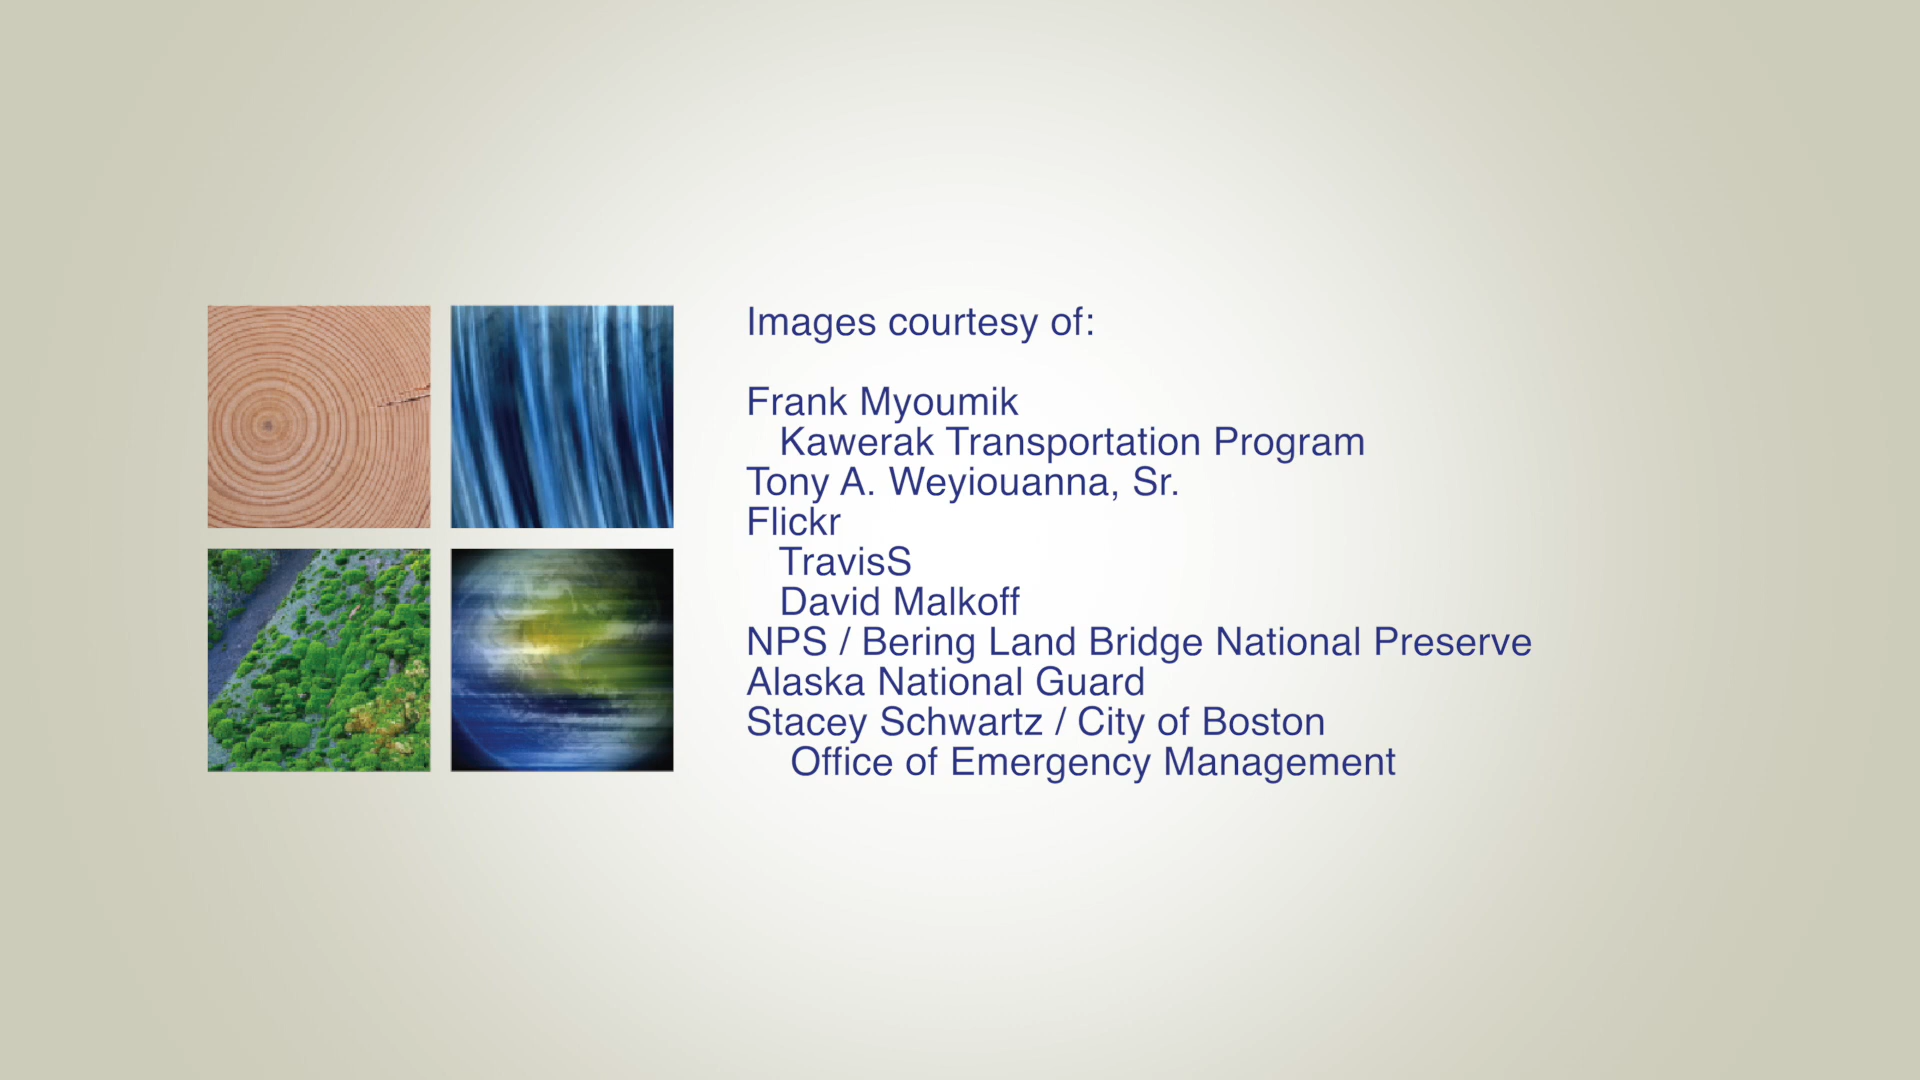 Images courtesy of:
Frank Myoumik
Kawerak Transportation Program
Tony A. Weyiouanna, Sr.
Flickr
TravisS
David Malkoff
NPS / Bering Land Bridge National Preserve
Alaska National Guard
Stacey Schwartz / City of Boston
Office of Emergency Management